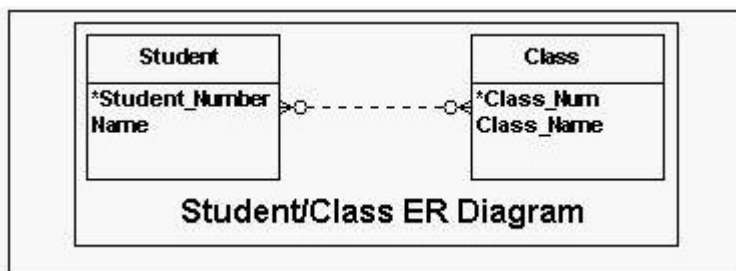 Student
*Student_Number
Name
Class
*Class_Num
Class_Name
Student/Class ER Diagram